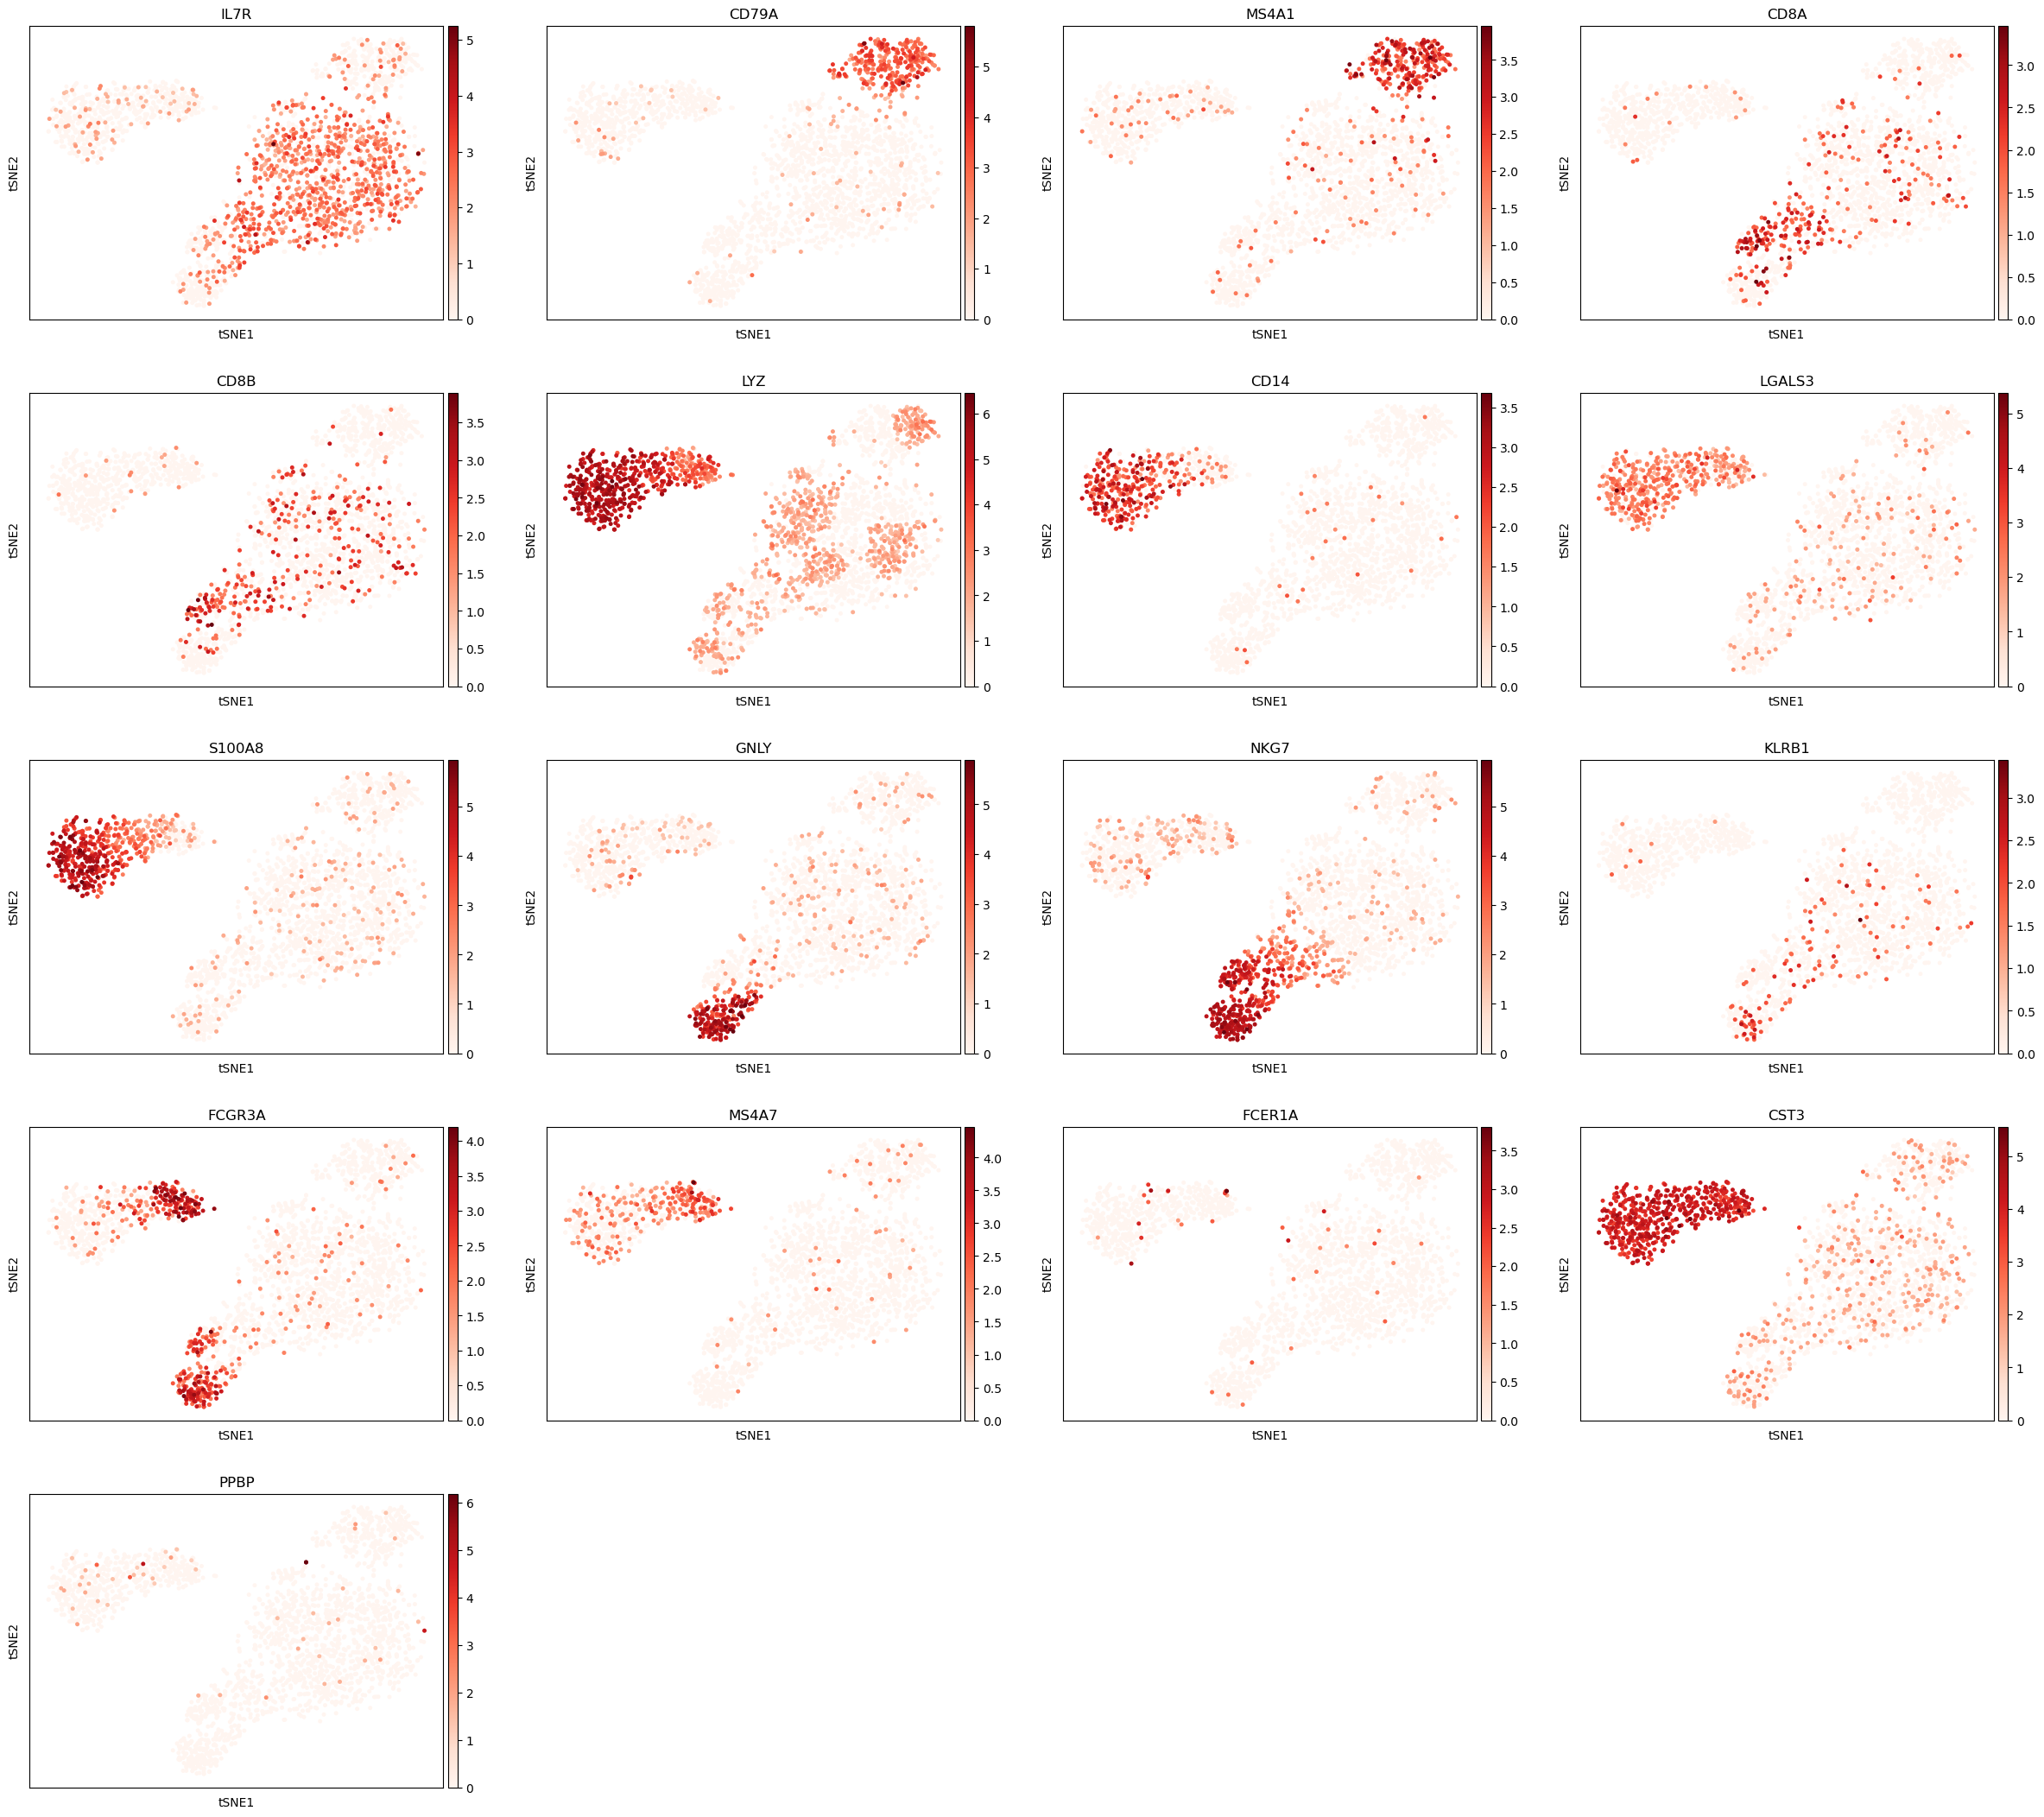 IL7R CD79A MS4A1 CD8A
tSNE2 5 4 3 2 1 0 tSNE2 5 4 3 2 1 0 tSNE2 3.5 3.0 2.5 2.0 1.5 1.0 0.5 0.0 tSNE2 3.0 2.5 2.0 1.5 1.0 0.5 0.0
tSNE1 tSNE1 tSNE1 tSNE1
CD8B LYZ CD14 LGALS3
tSNE2 3.5 3.0 2.5 2.0 1.5 1.0 0.5 0.0 tSNE2 6 5 4 3 2 1 0 tSNE2 3.5 3.0 2.5 2.0 1.5 1.0 0.5 0.0 tSNE2 5 4 3 2 1 0
tSNE1 tSNE1 tSNE1 tSNE1
S100A8 GNLY NKG7 KLRB1
tSNE2 5 4 3 2 1 0 tSNE2 5 4 3 2 1 0 tSNE2 5 4 3 2 1 0 tSNE2 3.0 2.5 2.0 1.5 1.0 0.5 0.0
tSNE1 tSNE1 tSNE1 tSNE1
FCGR3A MS4A7 FCER1A CST3
tSNE2 4.0 3.5 3.0 2.5 2.0 1.5 1.0 0.5 0.0 tSNE2 4.0 3.5 3.0 2.5 2.0 1.5 1.0 0.5 0.0 tSNE2 3.5 3.0 2.5 2.0 1.5 1.0 0.5 0.0 tSNE2 5 4 3 2 1 0
tSNE1 tSNE1 tSNE1 tSNE1
PPBP
tSNE2 6 5 4 3 2 1 0
tSNE1